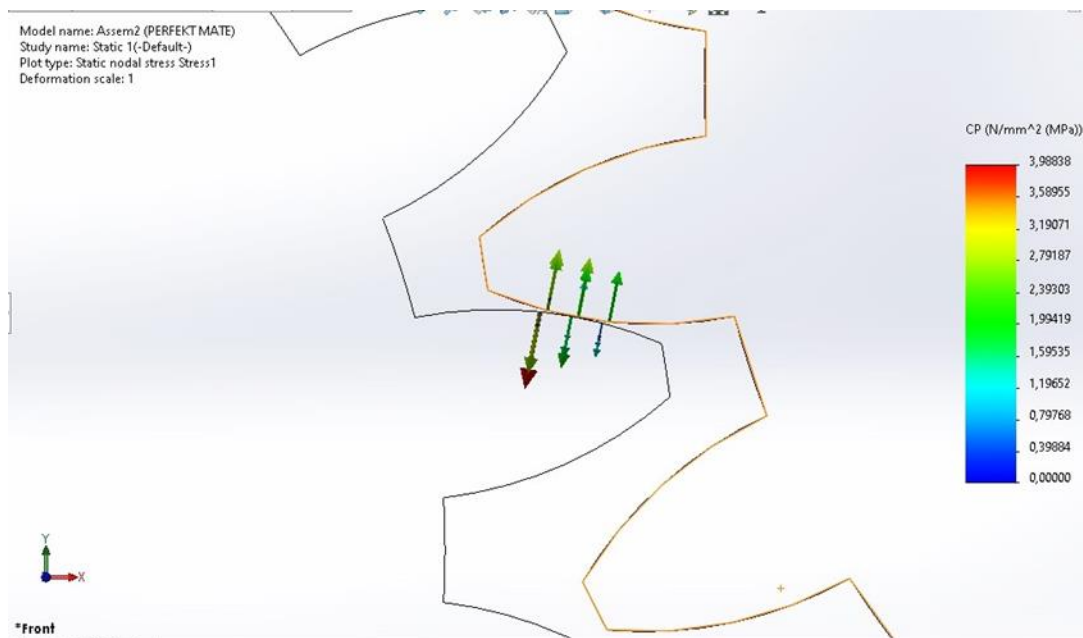 Model name: Assem2 (PERFEKT MATE)
Study name: Static 1(-Default-)
Plot type: Static nodal stress Stress1
Deformation scale: 1
CP (N/mm^2 (MPa))
3,98838
3,58955
3,19071
2,79187
2,39303
1,99419
1,59535
1,19652
0,79768
0,39884
0,00000
Y
X
*Front